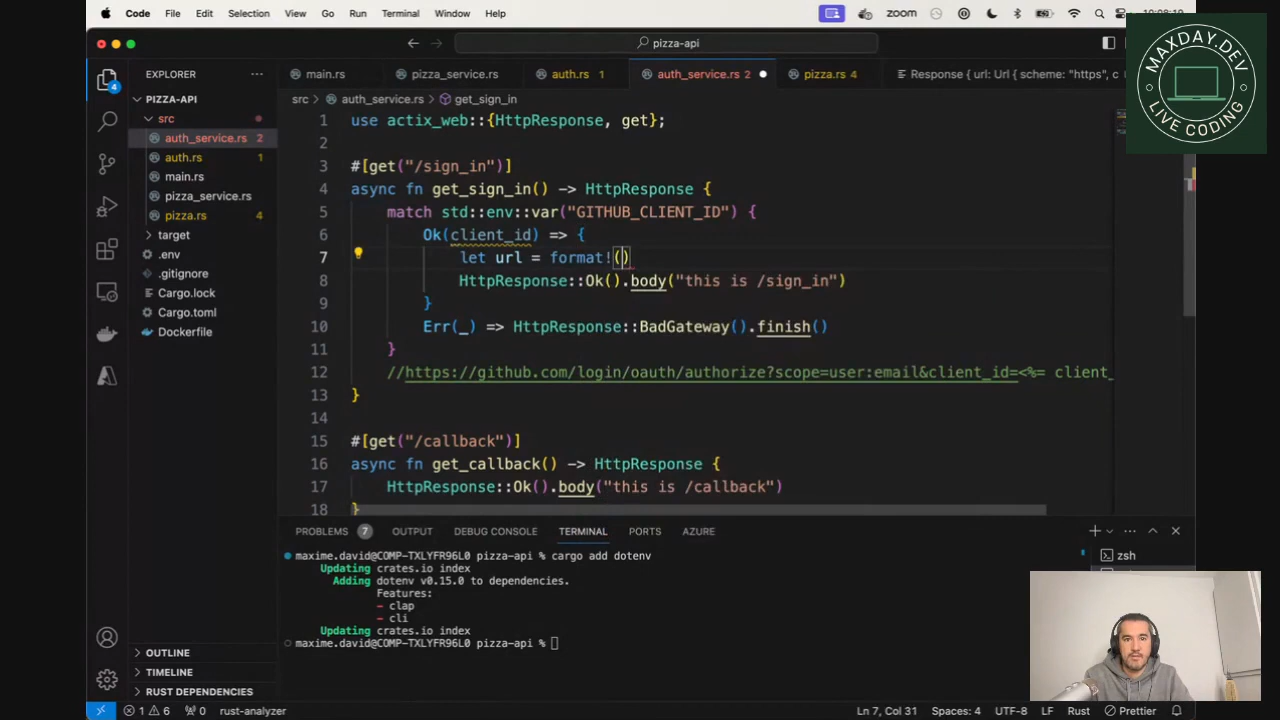 Code File Edit Selection View Go Run Terminal Window Help
zoom
pizza-api
MAXDAY.DEV
LIVE CODING
EXPLORER
main.rs
pizza_service.rs
auth.rs 1
auth_service.rs 2
pizza.rs 4
Response { url: Url { scheme: "https", c
PIZZA-API
src
auth_service.rs 2
auth.rs 1
main.rs
pizza_service.rs
pizza.rs 4
target
.env
.gitignore
Cargo.lock
Cargo.toml
Dockerfile
OUTLINE
TIMELINE
RUST DEPENDENCIES
4
src > auth_service.rs > get_sign_in
1 use actix_web::{HttpResponse, get};
2
3 #[get("/sign_in")]
4 async fn get_sign_in() -> HttpResponse {
5 match std::env::var("GITHUB_CLIENT_ID") {
6 Ok(client_id) => {
7 let url = format!()
8 HttpResponse::Ok().body("this is /sign_in")
9 }
10 Err(_) => HttpResponse::BadGateway().finish()
11 }
12 //https://github.com/login/oauth/authorize?scope=user:email&client_id=<%= client_
13 }
14
15 #[get("/callback")]
16 async fn get_callback() -> HttpResponse {
17 HttpResponse::Ok().body("this is /callback")
18 }
PROBLEMS 7 OUTPUT DEBUG CONSOLE TERMINAL PORTS AZURE
maxime.david@COMP-TXLYFR96L0 pizza-api % cargo add dotenv
Updating crates.io index
Adding dotenv v0.15.0 to dependencies.
Features:
- clap
- cli
Updating crates.io index
maxime.david@COMP-TXLYFR96L0 pizza-api %
zsh
1 6 0 rust-analyzer
Ln 7, Col 31 Spaces: 4 UTF-8 LF Rust Prettier